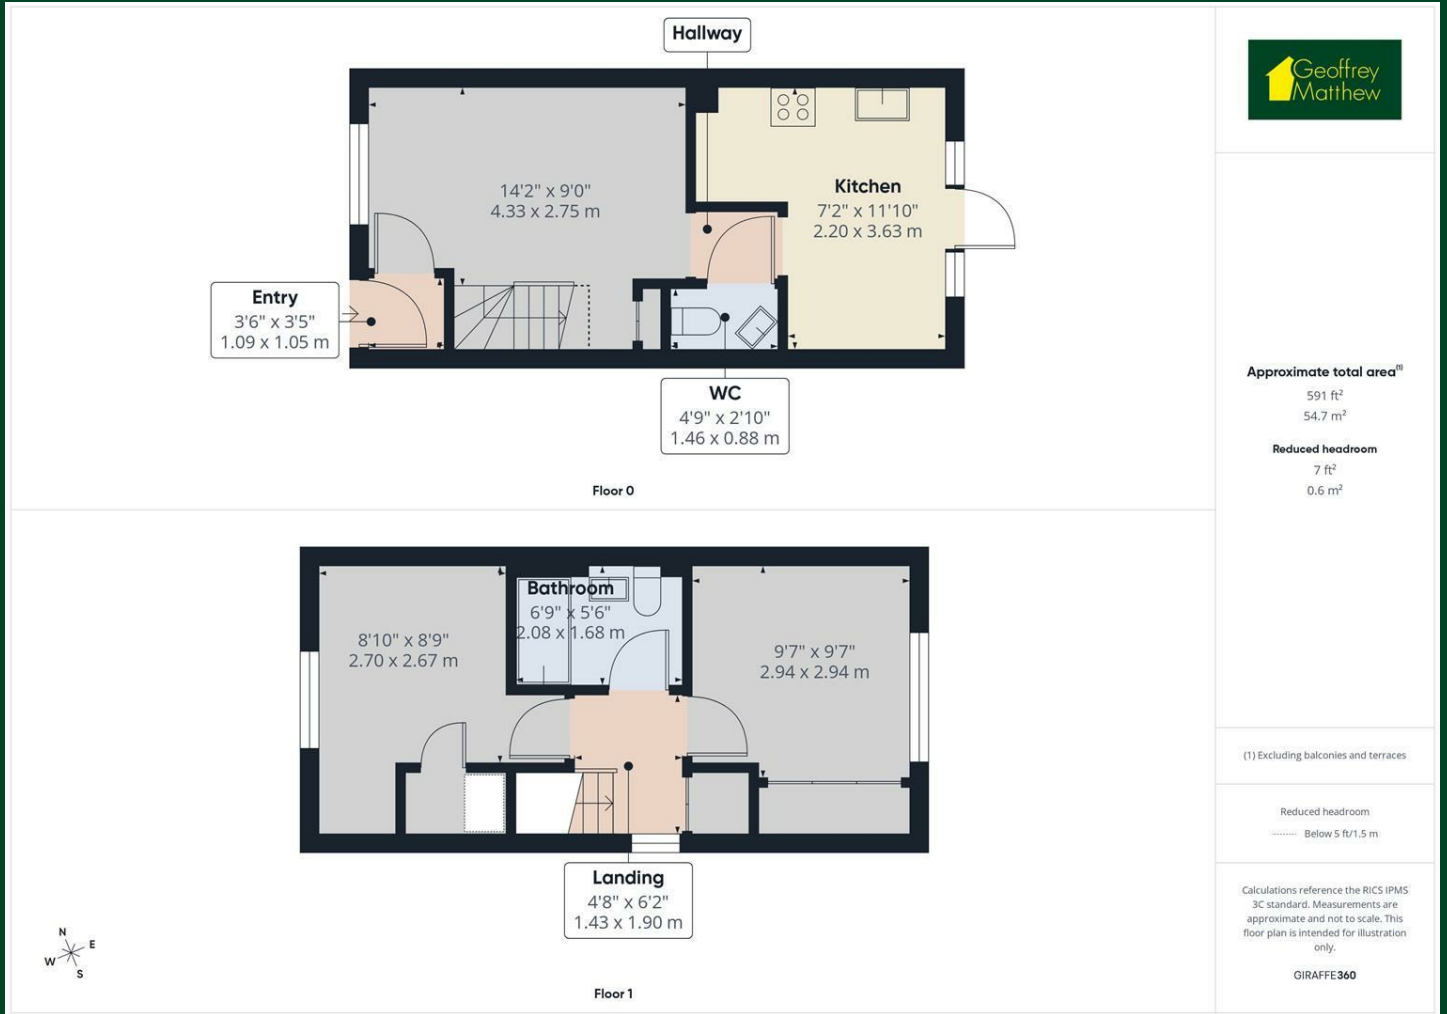 Hallway
Geoffrey
Matthew
14'2" x 9'0"
4.33 x 2.75 m
Kitchen
7'2" x 11'10"
2.20 x 3.63 m
Entry
3'6" x 3'5"
1.09 x 1.05 m
WC
4'9" x 2'10"
1.46 x 0.88 m
Floor 0
Approximate total area(1)
591 ft²
54.7 m²
Reduced headroom
7 ft²
0.6 m²
Bathroom
6'9" x 5'6"
2.08 x 1.68 m
8'10" x 8'9"
2.70 x 2.67 m
9'7" x 9'7"
2.94 x 2.94 m
Landing
4'8" x 6'2"
1.43 x 1.90 m
N
E
W
S
Floor 1
(1) Excluding balconies and terraces
Reduced headroom
Below 5 ft/1.5 m
Calculations reference the RICS IPMS
3C standard. Measurements are
approximate and not to scale. This
floor plan is intended for illustration
only.
GIRAFFE360